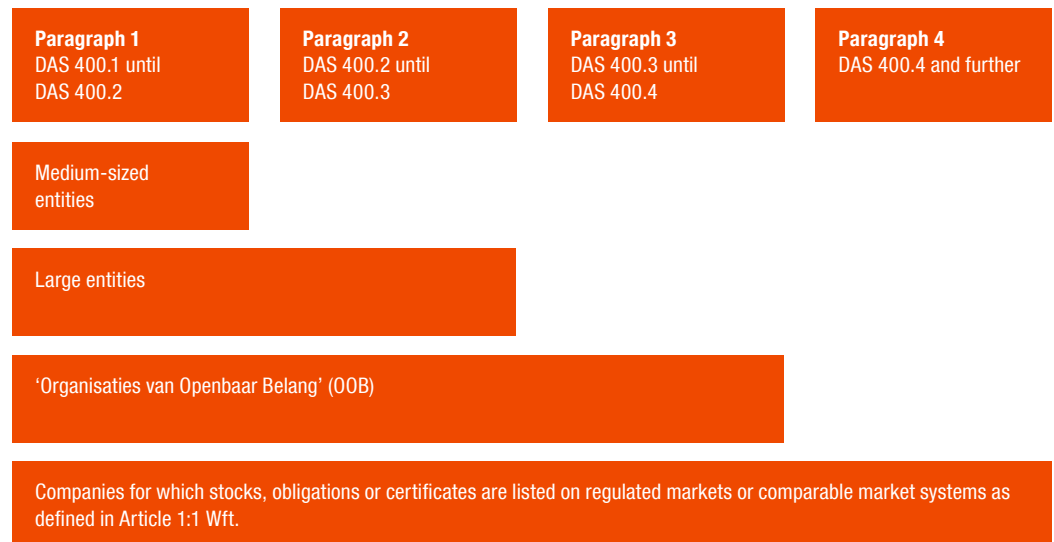 Paragraph 1
DAS 400.1 until
DAS 400.2
Paragraph 2
DAS 400.2 until
DAS 400.3
Paragraph 3
DAS 400.3 until
DAS 400.4
Paragraph 4
DAS 400.4 and further
Medium-sized
entities
Large entities
‘Organisaties van Openbaar Belang’ (OOB)
Companies for which stocks, obligations or certificates are listed on regulated markets or comparable market systems as
defined in Article 1:1 Wft.